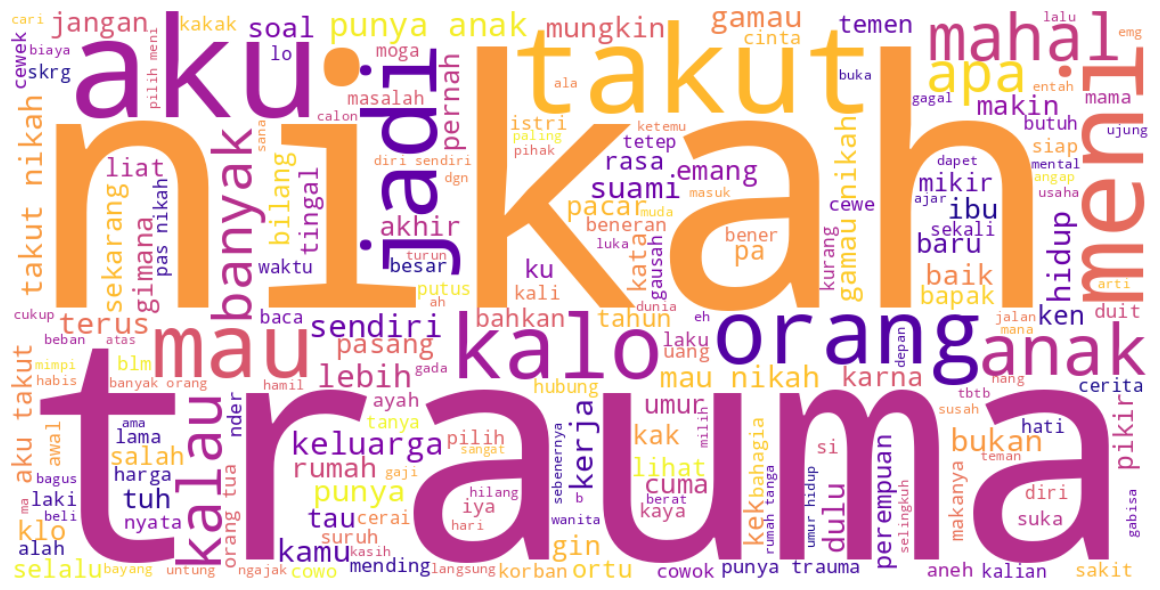 nikah
trauma
aku
takut
jadi
mahal
meni
mau
kalo
orang
anak
kalau
banyak
apa
punya anak
mungkin
gamau
cinta
temen
lalu
emg
cari
kakak
jangan
soal
cewek
biaya
skrg
pilih meni
lo
moga
masalah
calon
pernah
ala
buka
gagal
makin
entah
mama
butuh
ujung
siap
mental
angap
usaha
takut nikah
liat
sekarang
gimana
pas nikah
sana
bilang
tingal
waktu
diri sendiri
dgn
akhir
turun
besar
istri
paling
pihak
ketemu
tetep
rasa
emang
suami
masuk
pacar
muda
beneran
luka
kata
gausah
bener
pa
cewe
kurang
gamau nikah
dapet
mikir
ajar
ibu
sekali
baru
baik
bapak
hidup
arti
duit
ku
kali
putus
ah
baca
cukup
terus
beban
atas
sendiri
pasang
bahkan
tahun
dunia
eh
laku
uang
depan
jalan
mana
ken
gada
lebih
hamil
mimpi
blm
habis
banyak orang
aku takut
awal
ama
lama
salah
nder
bagus
harga
laki
ma
beli
tuh
nyata
orang tua
klo
alah
selalu
bayang
untung
ngajak
ayah
tanya
keluarga
pilih
sangat
rumah
gaji
punya
hilang
tau
cerai
iya
hari
suruh
kamu
kasih
mending
cowo
langsung
korban
hubung
mau nikah
karna
umur
milih
kerja
sebenernya
kak
lihat
cuma
berat
kaya
b
wanita
gin
ortu
cowok
punya trauma
kek
bahagia
rumah tanga
umur hidup
si
dulu
perempuan
selingkuh
tbtb
nang
susah
cerita
hati
bukan
teman
pikir
makanya
diri
suka
gabisa
aneh
kalian
sakit